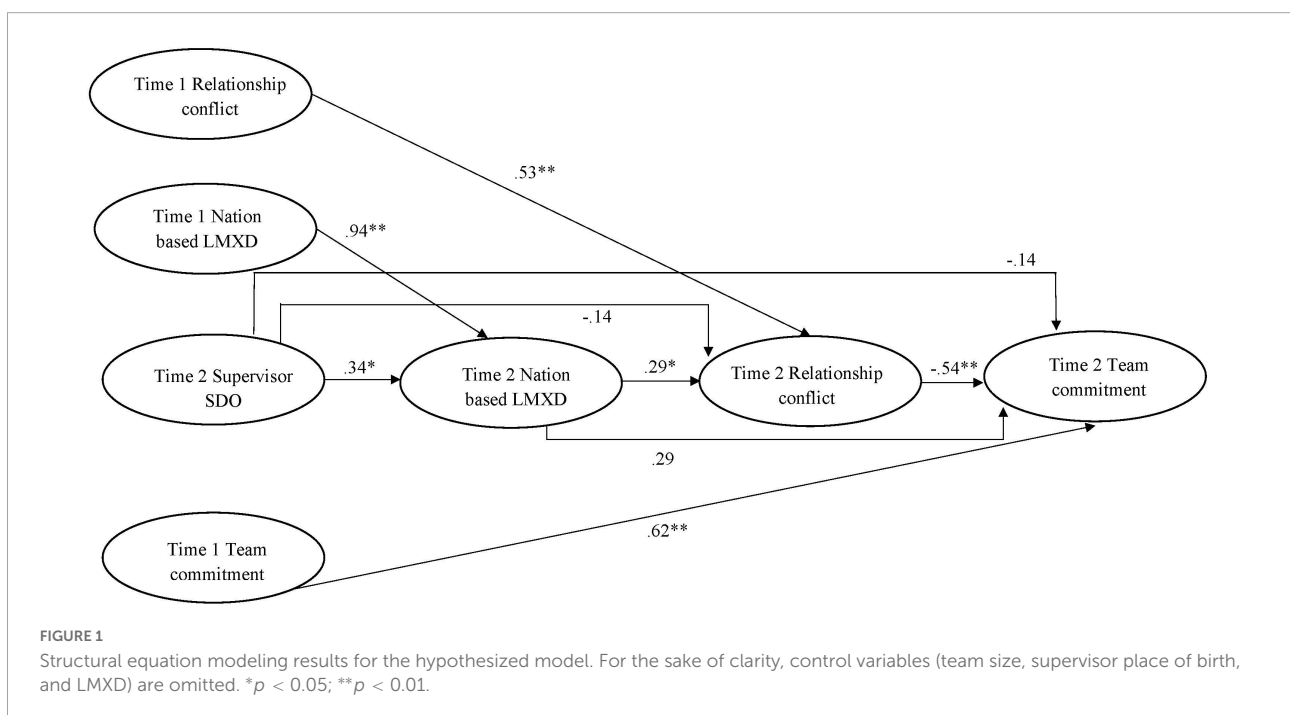 Time 1 Relationship
conflict
.53**
Time 1 Nation
based LMXD
.94**
-.14
-.14
Time 2 Supervisor
SDO
.34*
Time 2 Nation
based LMXD
.29*
Time 2 Relationship
conflict
-.54**
Time 2 Team
commitment
.29
.62**
Time 1 Team
commitment
FIGURE 1
Structural equation modeling results for the hypothesized model. For the sake of clarity, control variables (team size, supervisor place of birth,
and LMXD) are omitted. *p < 0.05; **p < 0.01.